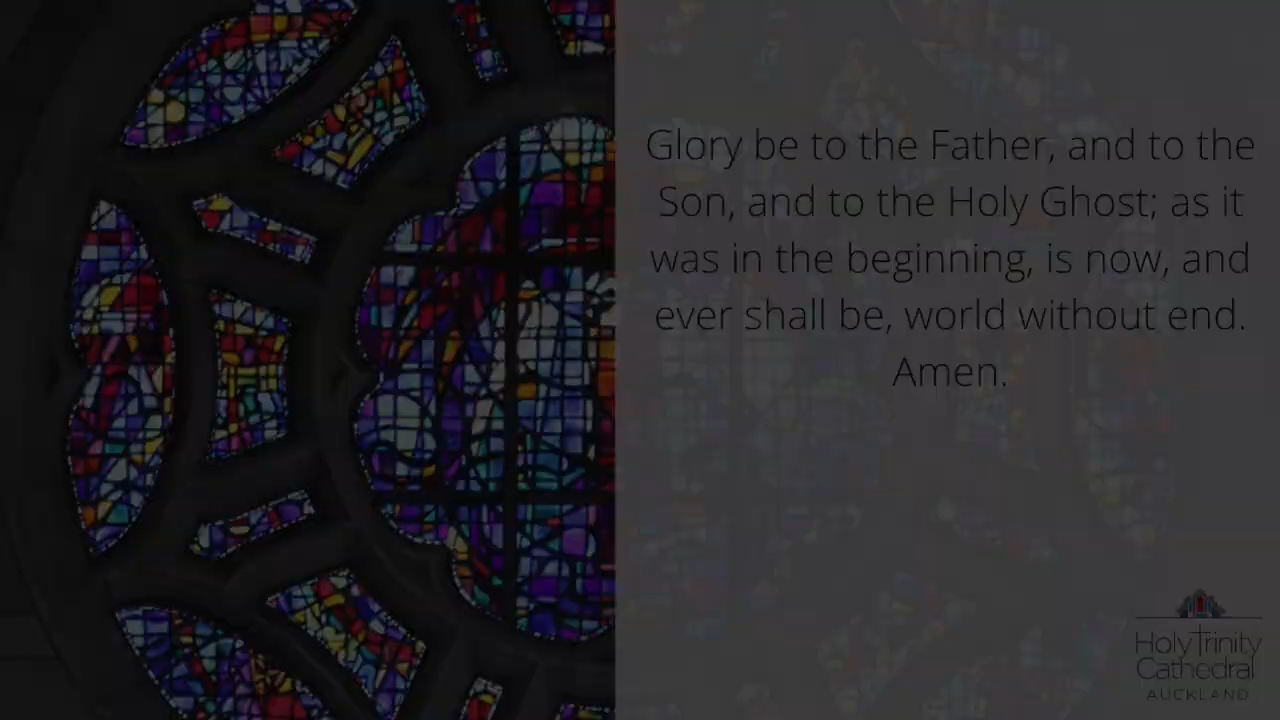 Glory be to the Father, and to the
Son, and to the Holy Ghost; as it
was in the beginning, is now, and
ever shall be, world without end.
Amen.
Holy Trinity
Cathedral
AUCKLAND